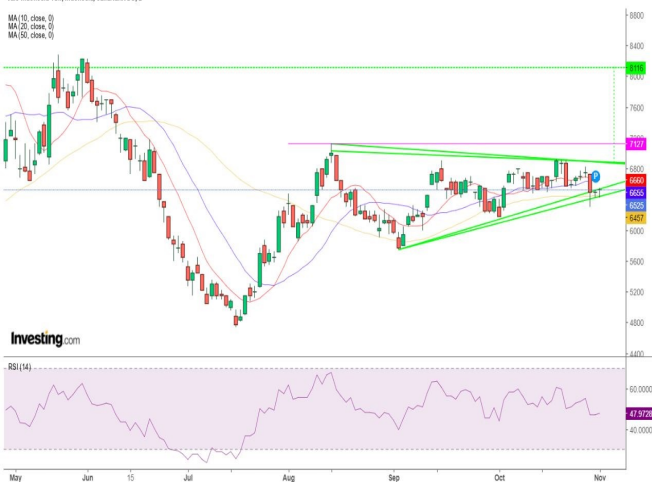 MA (10, close, 0)
MA (20, close, 0)
MA (50, close, 0)
8800
8400
8116
8000
7600
7200
7127
6800
6660
6655
6525
6457
6000
5600
5200
4800
4400
P
Investing.com
RSI (14)
60.0000
47.9728
40.0000
May
Jun
15
Jul
Aug
Sep
Oct
Nov